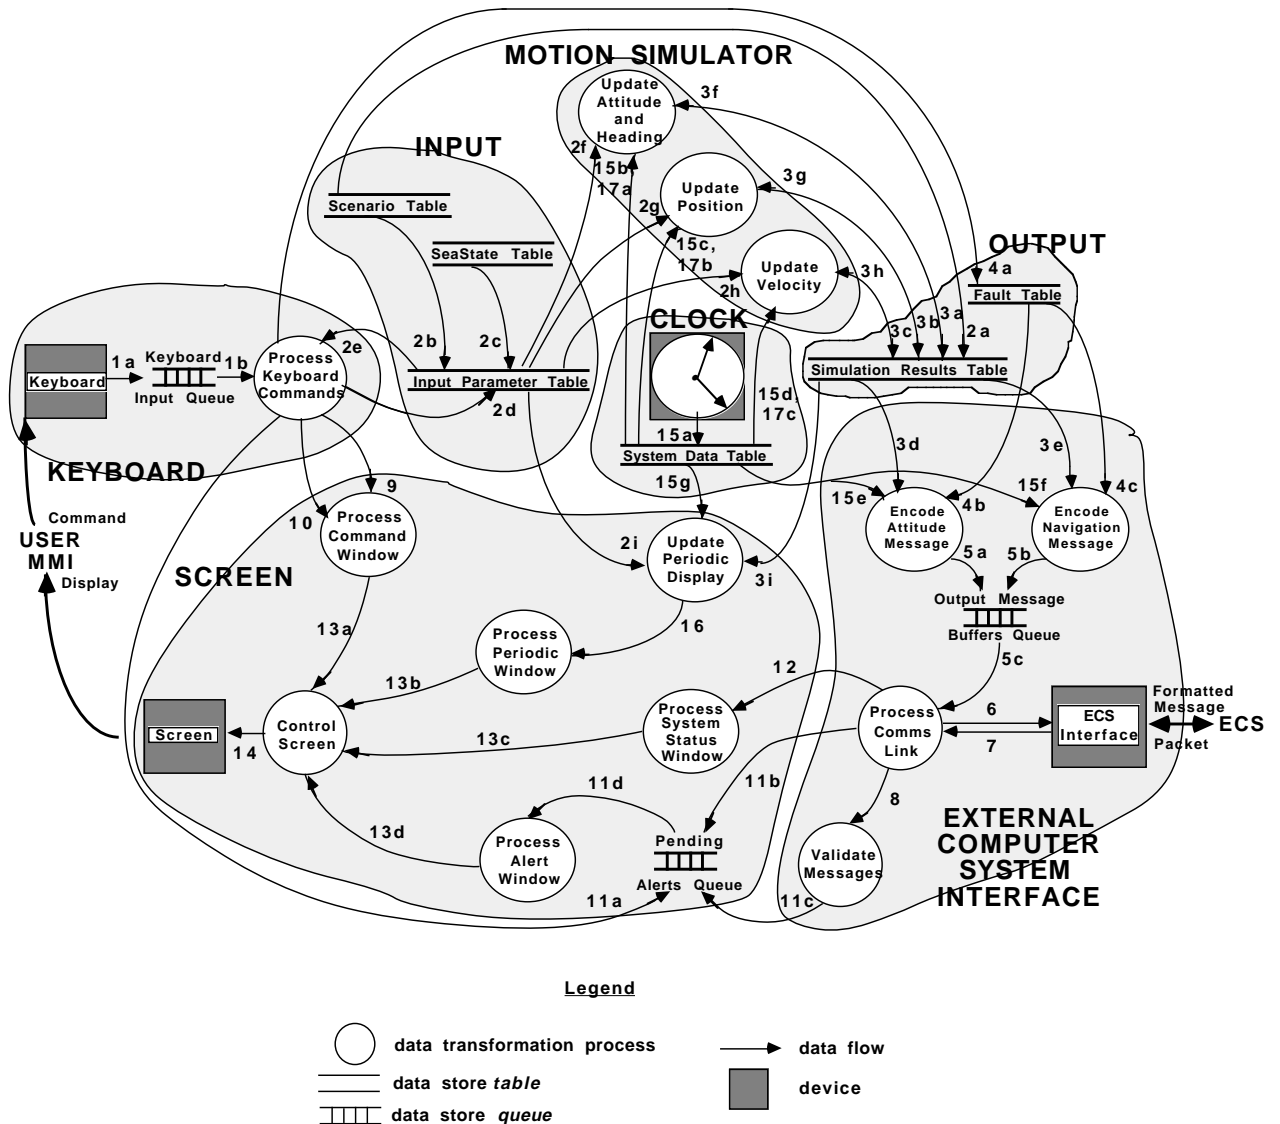 MOTION SIMULATOR
Update
Attitude
and
Heading
3f
INPUT
2f
15b,
17a
Update
Position
3g
Scenario Table
2g
SeaState Table
15c,
17b
OUTPUT
4a
Update
Velocity
3h
2h
Fault Table
CLOCK
3c
3b
3a
2a
1a
Keyboard
1b
Process
Keyboard
Commands
2e
2b
2c
Keyboard
Input Queue
Input Parameter Table
Simulation Results Table
2d
15d,
17c
15a
System Data Table
3d
3e
KEYBOARD
15g
9
10
Command
USER
MMI
Display
Process
Command
Window
SCREEN
2i
Update
Periodic
Display
3i
15e
Encode
Attitude
Message
4b
15f
4c
Encode
Navigation
Message
5a
5b
Output Message
Buffers Queue
13a
16
Process
Periodic
Window
5c
12
13b
Screen
14
Control
Screen
13c
Process
System
Status
Window
Process
Comms
Link
6
7
ECS
Interface
Formatted
Message
Packet
ECS
11d
11b
8
13d
Process
Alert
Window
Pending
Alerts Queue
Validate
Messages
EXTERNAL
COMPUTER
SYSTEM
INTERFACE
11a
11c
Legend
data transformation process
data flow
data store table
device
data store queue